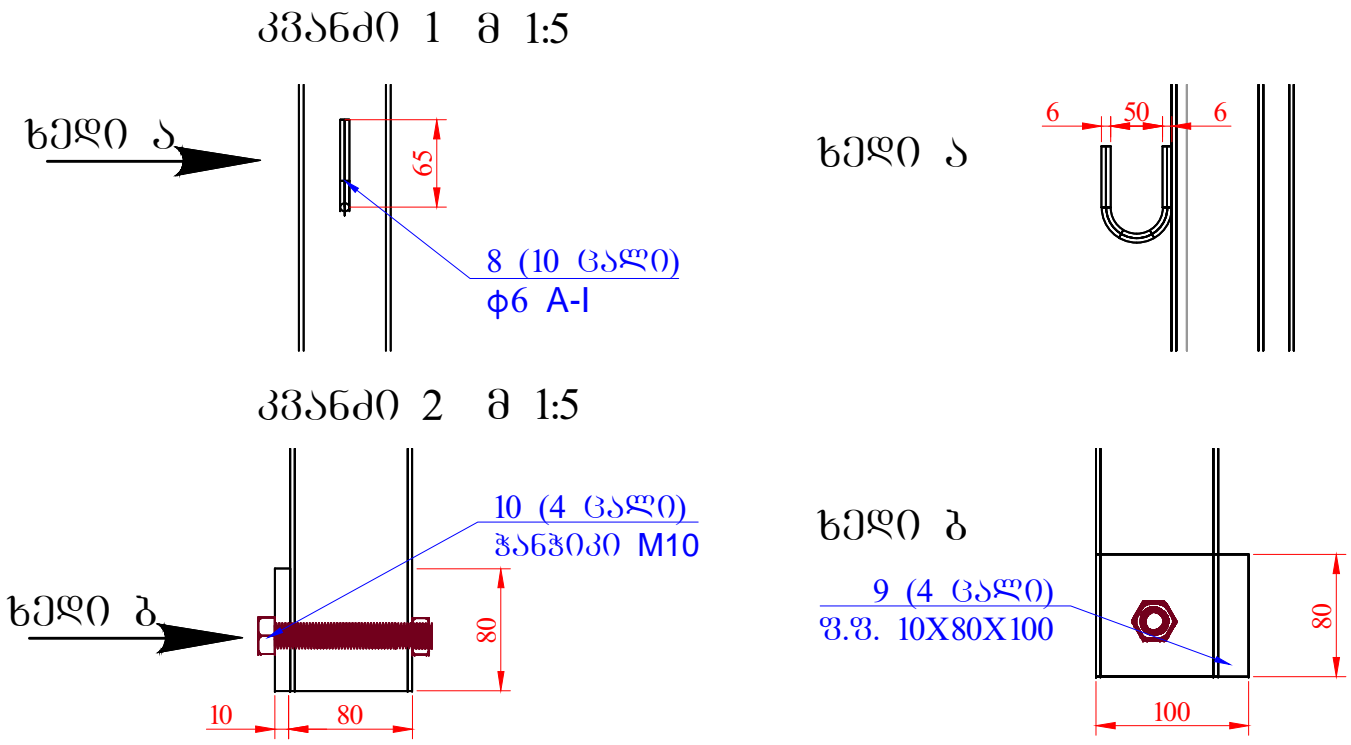 კვანძი 1 მ 1:5
ხედი ა
65
8 (10 ცალი)
ф6 A-I
ხედი ა
6 50 6
კვანძი 2 მ 1:5
ხედი ბ
10 (4 ცალი)
ჭანჭიკი M10
80
10 80
ხედი ბ
9 (4 ცალი)
ფ.ფ. 10X80X100
80
100